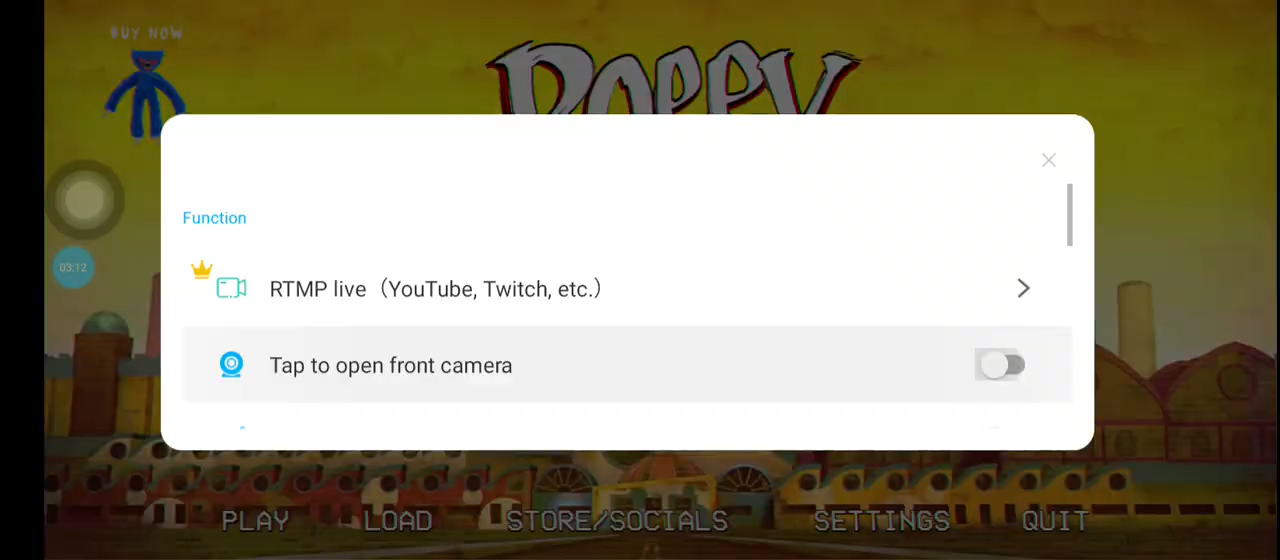 BUY NOW
POPPY
Function
03:12
RTMP live（YouTube, Twitch, etc.）
Tap to open front camera
PLAY LOAD STORE/SOCIALS SETTINGS QUIT